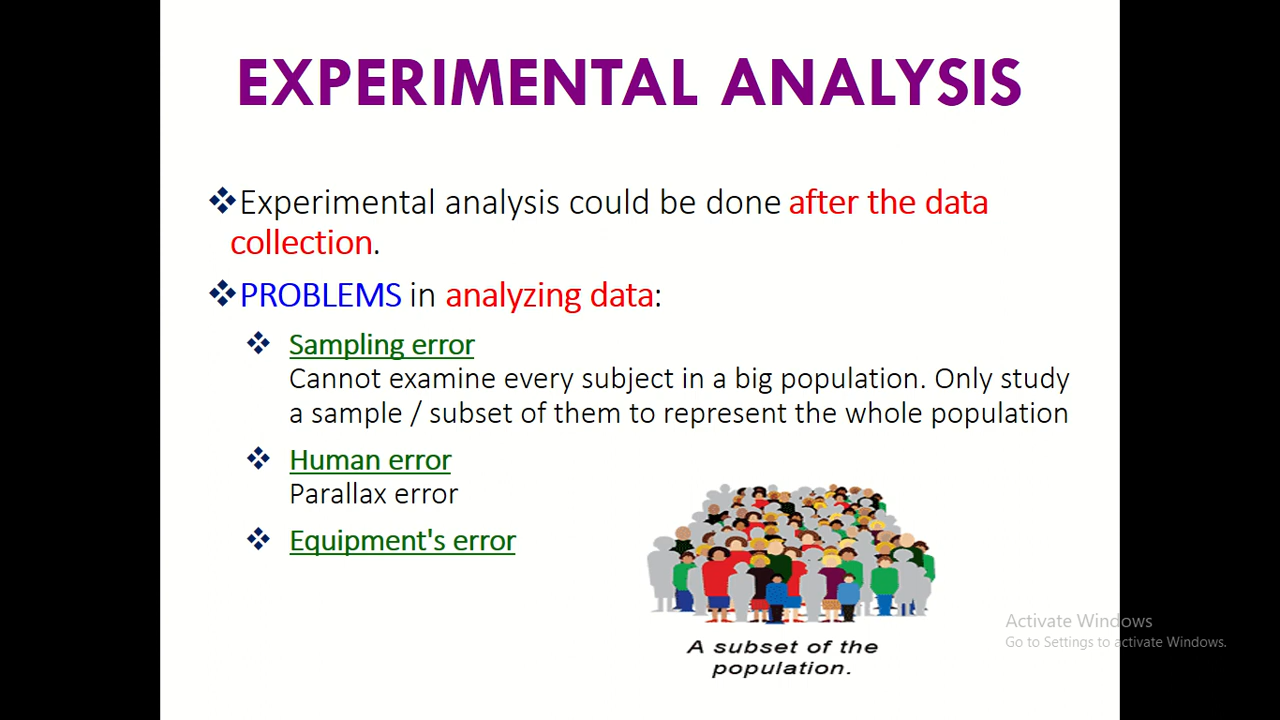 EXPERIMENTAL ANALYSIS
❖Experimental analysis could be done after the data
collection.
❖PROBLEMS in analyzing data:
❖ Sampling error
Cannot examine every subject in a big population. Only study
a sample / subset of them to represent the whole population
❖ Human error
Parallax error
❖ Equipment's error
A subset of the
population.
Activate Windows
Go to Settings to activate Windows.